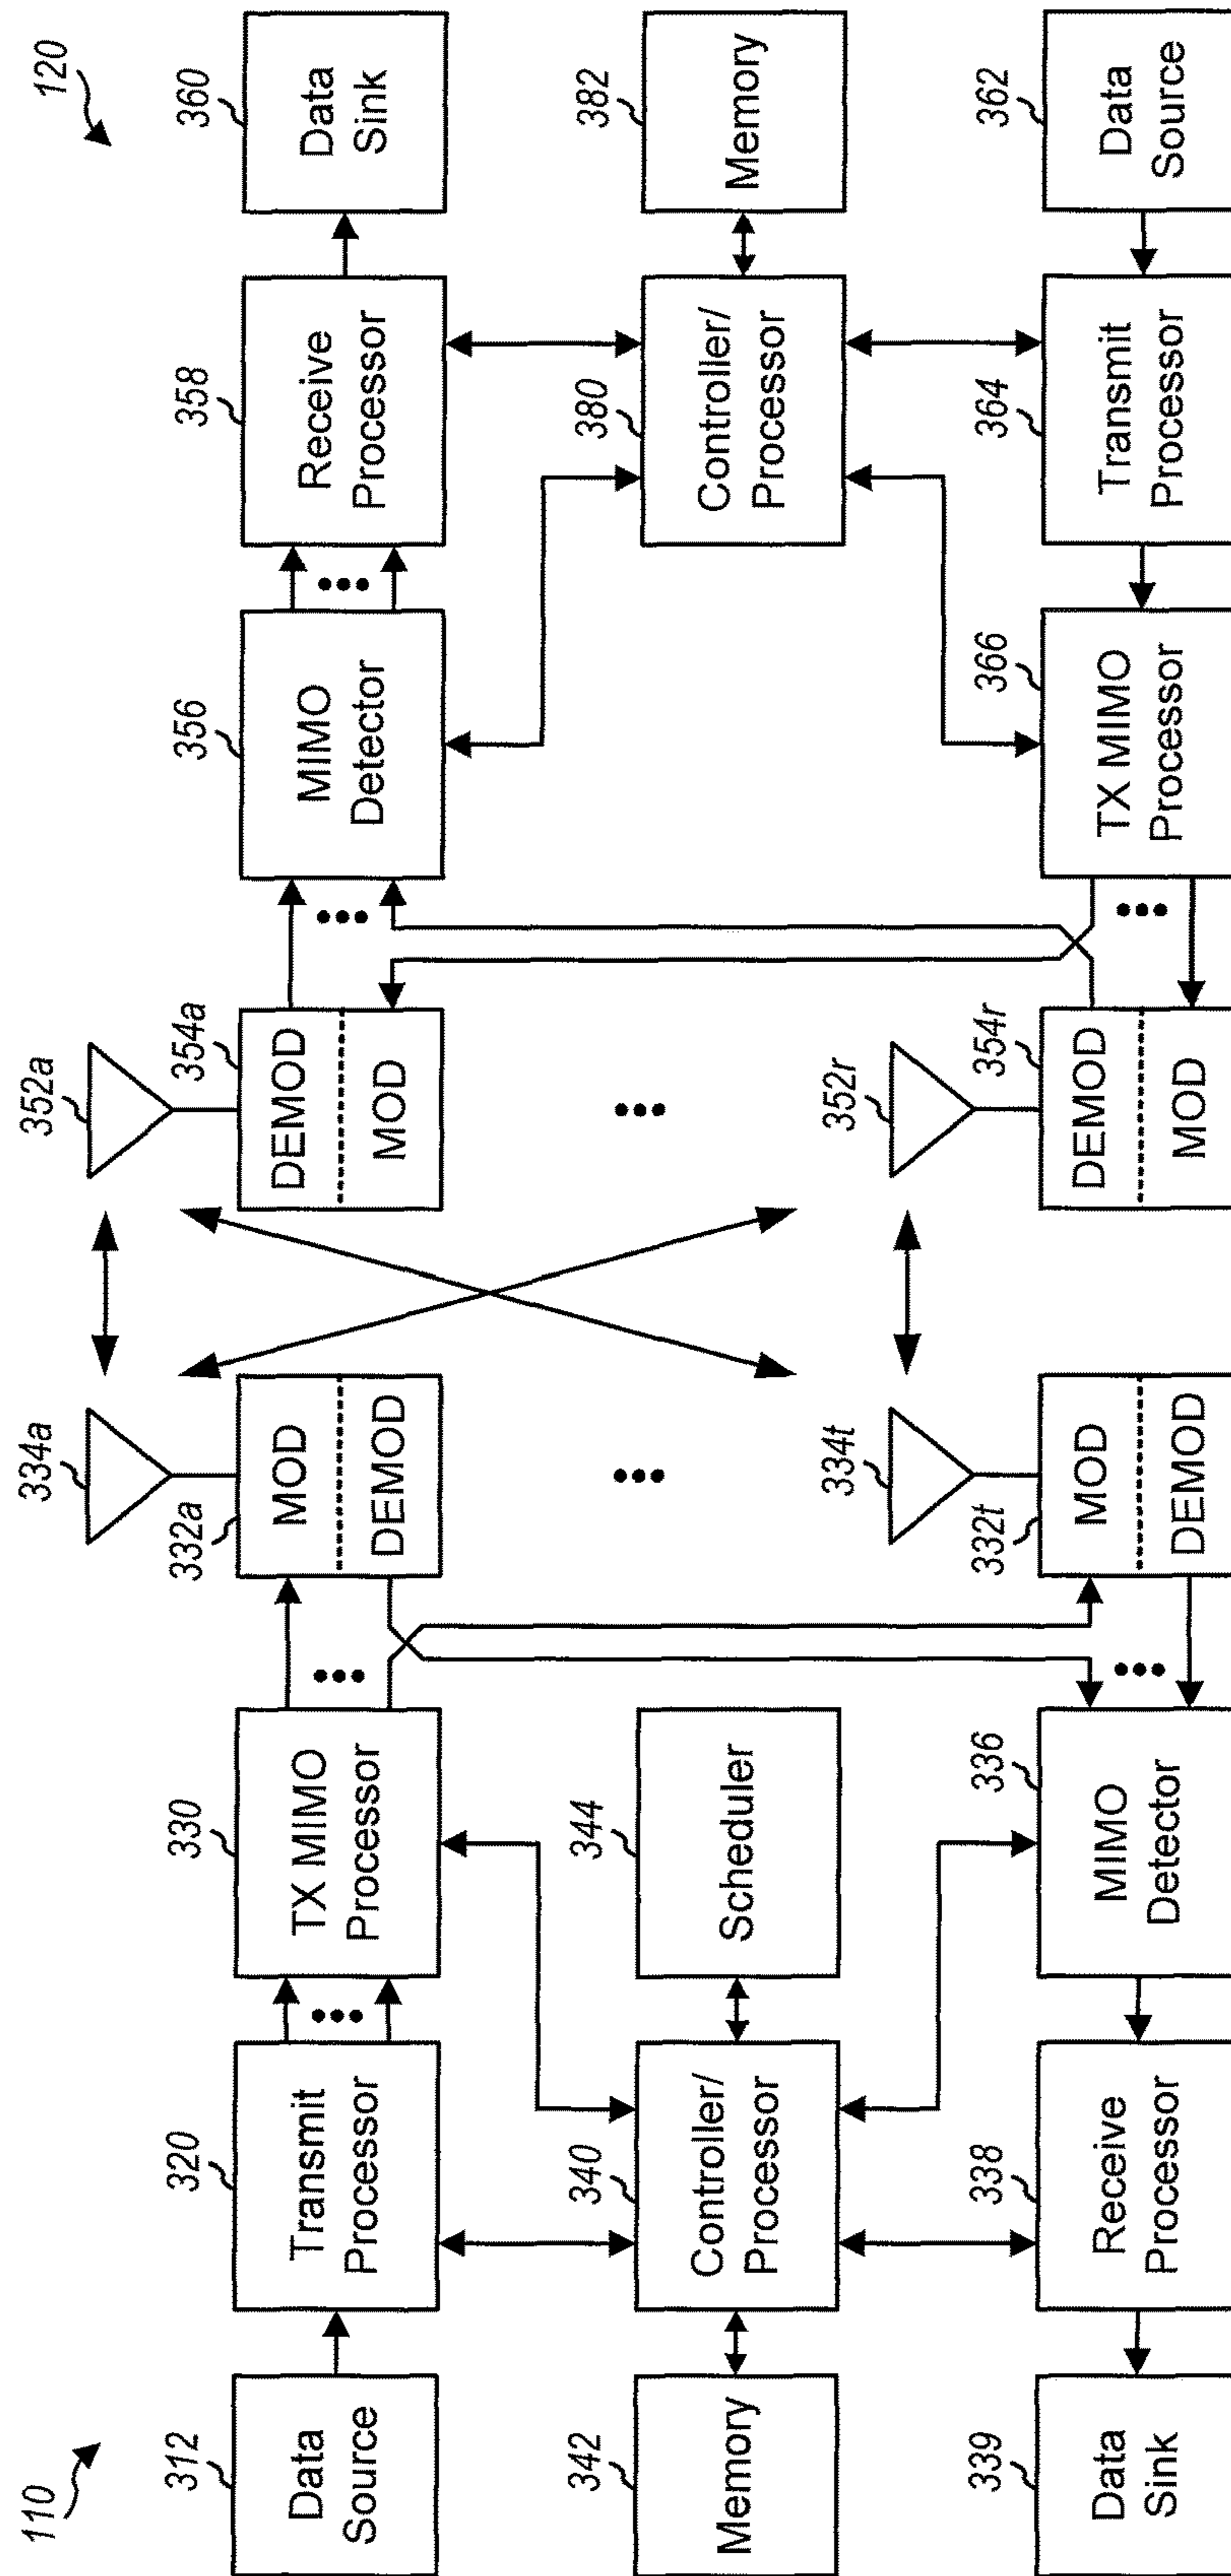 110
120
312
Data
Source
320
Transmit
Processor
330
TX MIMO
Processor
332a
MOD
DEMOD
334a
352a
354a
DEMOD
MOD
356
MIMO
Detector
358
Receive
Processor
360
Data
Sink
342
Memory
340
Controller/
Processor
344
Scheduler
380
Controller/
Processor
382
Memory
339
Data
Sink
338
Receive
Processor
336
MIMO
Detector
332t
MOD
DEMOD
334t
352r
354r
DEMOD
MOD
366
TX MIMO
Processor
364
Transmit
Processor
362
Data
Source